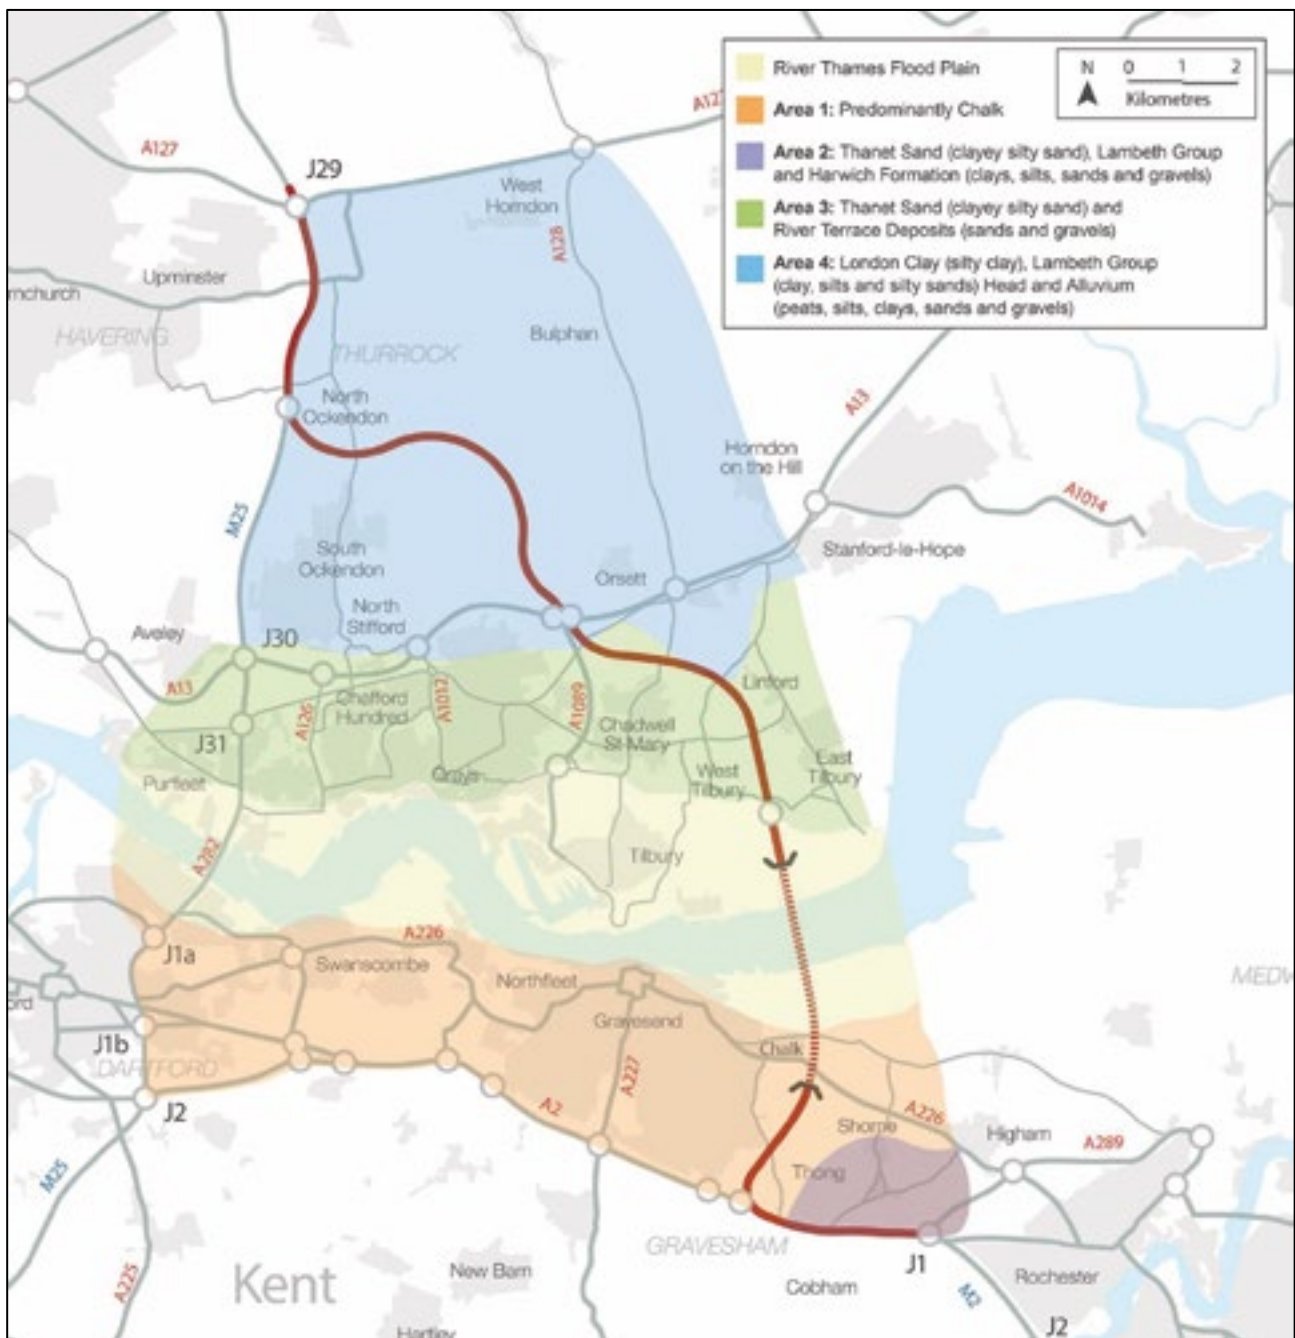 River Thames Flood Plain
Area 1: Predominantly Chalk
Area 2: Thanet Sand (clayey silty sand), Lambeth Group
and Harwich Formation (clays, silts, sands and gravels)
Area 3: Thanet Sand (clayey silty sand) and
River Terrace Deposits (sands and gravels)
Area 4: London Clay (silty clay), Lambeth Group
(clay, silts and silty sands) Head and Alluvium
(peats, silts, clays, sands and gravels)
N 0 1 2
Kilometres
A127
A127
J29
West
Horndon
A128
Upminster
rnchurch
HAVERING
THURROCK
Bulphan
North
Ockendon
A13
Horndon
on the Hill
A1014
M25
South
Ockendon
Stanford-le-Hope
Orsett
North
Stifford
Aveley
J30
A13
Linford
Chafford
Hundred
A126
A1012
A1089
Chadwell
St-Mary
J31
East
Tilbury
West
Tilbury
Purfleet
Grays
A282
Tilbury
J1a
A226
Swanscombe
Northfleet
MEDW
ord
Gravesend
J1b
Chalk
DARTFORD
A227
J2
A2
A226
Shorne
Higham
A289
M25
Thong
GRAVESHAM
J1
Kent
New Barn
Cobham
Rochester
A225
M2
Hartley
J2